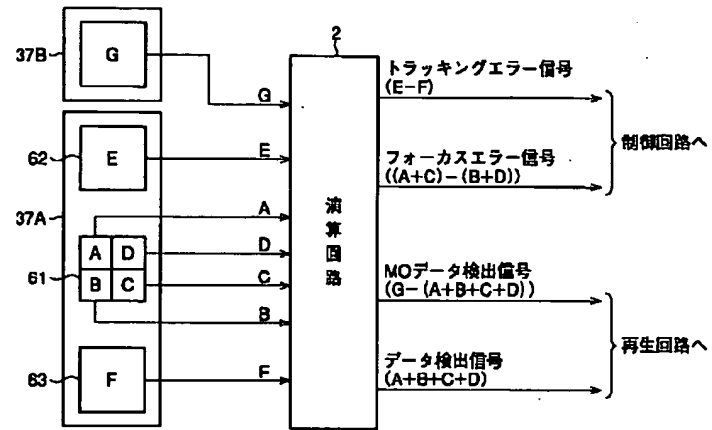 37B
G
62
E
37A
A D
61
B C
63
F
G
E
A
D
C
B
F
2
演算回路
トラッキングエラー信号
(E-F)
フォーカスエラー信号
((A+C)-(B+D))
制御回路へ
MOデータ検出信号
(G-(A+B+C+D))
データ検出信号
(A+B+C+D)
再生回路へ